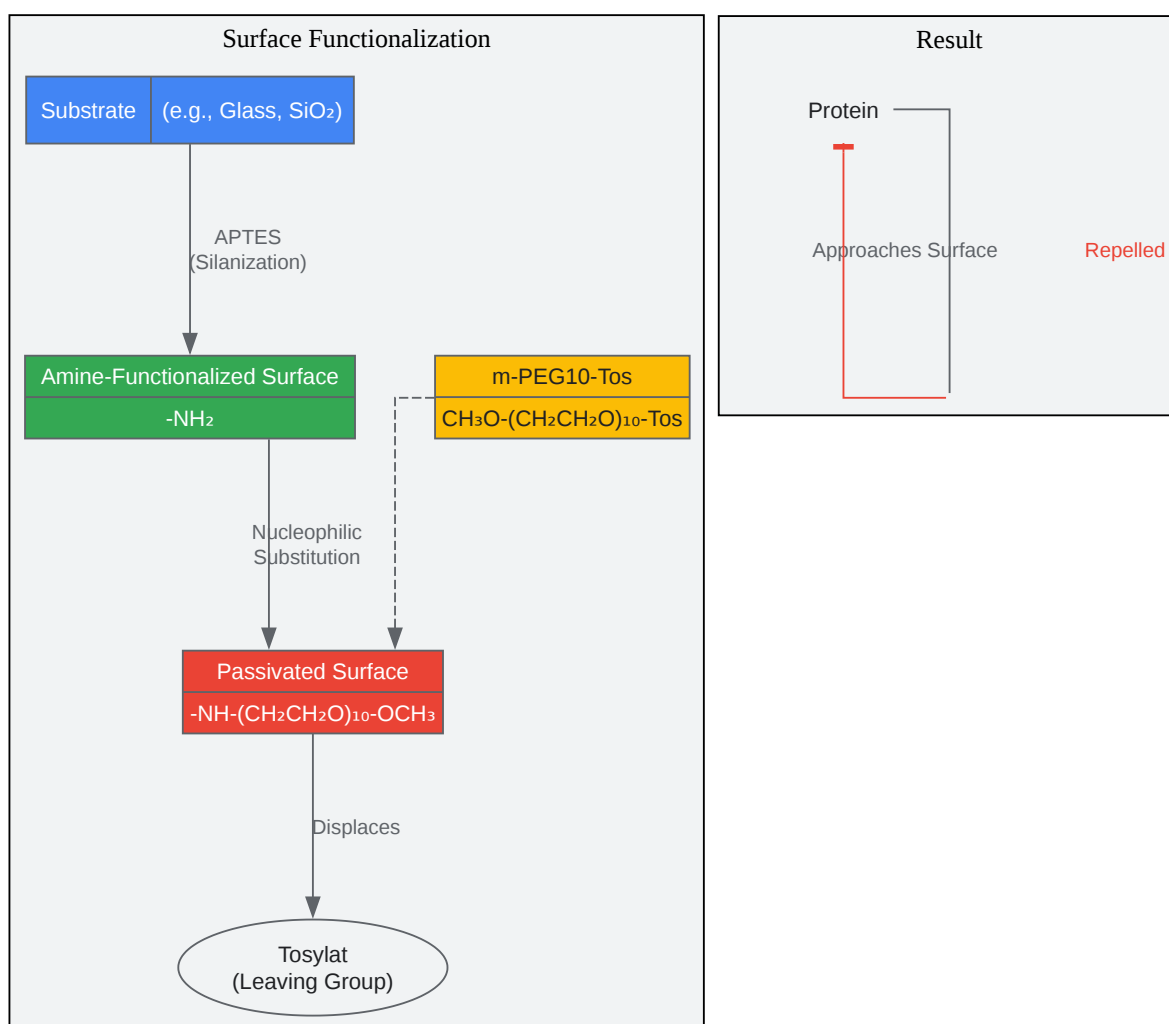 Surface Functionalization
Substrate
(e.g., Glass, SiO₂)
APTES
(Silanization)
Amine-Functionalized Surface
-NH₂
m-PEG10-Tos
CH₃O-(CH₂CH₂O)₁₀-Tos
Nucleophilic
Substitution
Passivated Surface
-NH-(CH₂CH₂O)₁₀-OCH₃
Displaces
Tosylat
(Leaving Group)
Result
Protein
Approaches Surface
Repelled